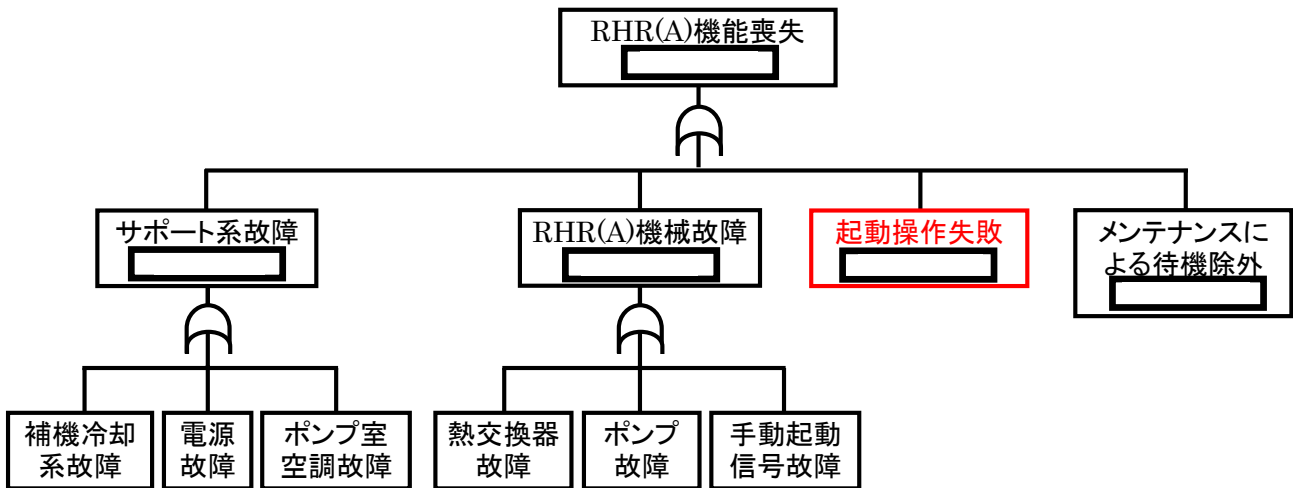 RHR(A)機能喪失
サポート系故障
RHR(A)機械故障
起動操作失敗
メンテナンスに
よる待機除外
補機冷却
系故障
電源
故障
ポンプ室
空調故障
熱交換器
故障
ポンプ
故障
手動起動
信号故障